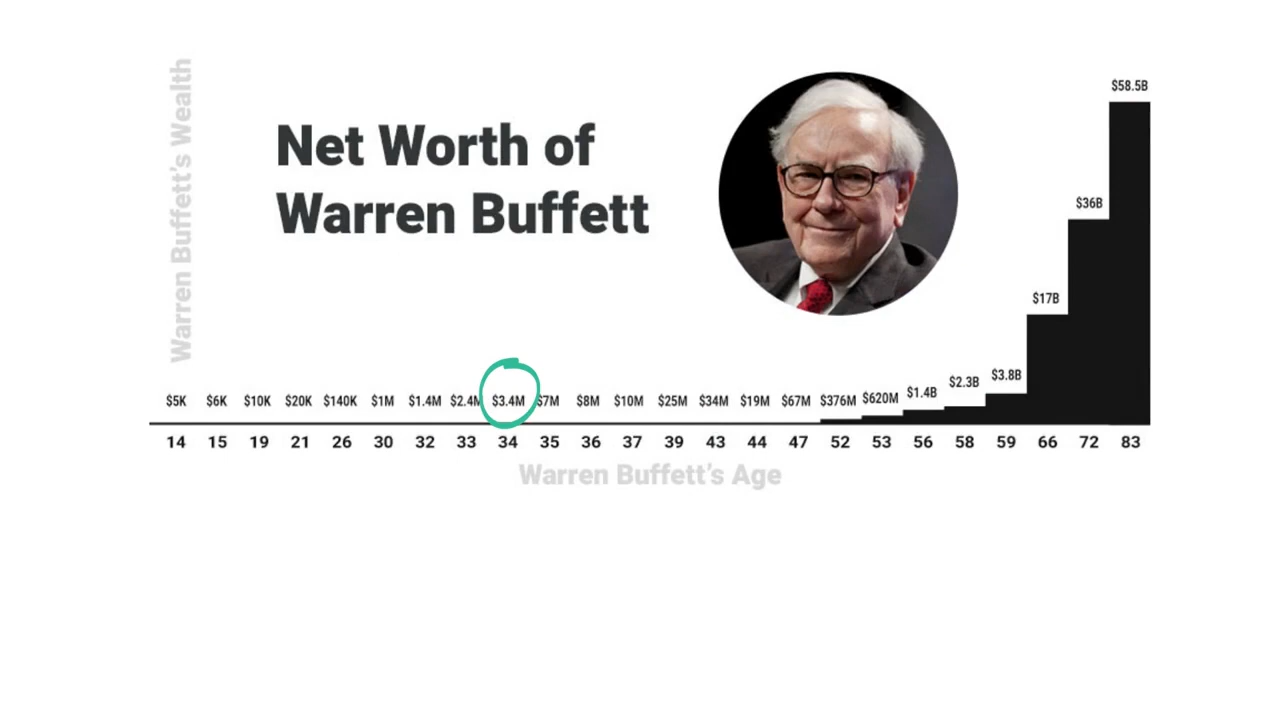 Warren Buffett's Wealth
Net Worth of
Warren Buffett
$5K $6K $10K $20K $140K $1M $1.4M $2.4M $3.4M $7M $8M $10M $25M $34M $19M $67M $376M $620M $1.4B $2.3B $3.8B $17B $36B $58.5B
14 15 19 21 26 30 32 33 34 35 36 37 39 43 44 47 52 53 56 58 59 66 72 83
Warren Buffett's Age